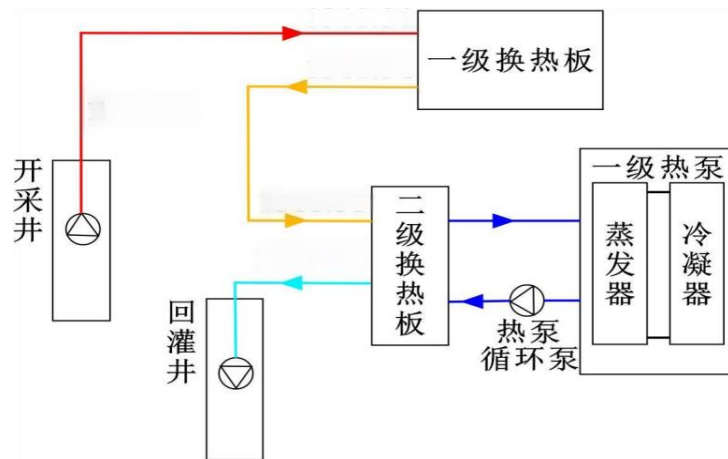 一级换热板
开采井
一级热泵
二级换热板
蒸发器
冷凝器
回灌井
热泵
循环泵